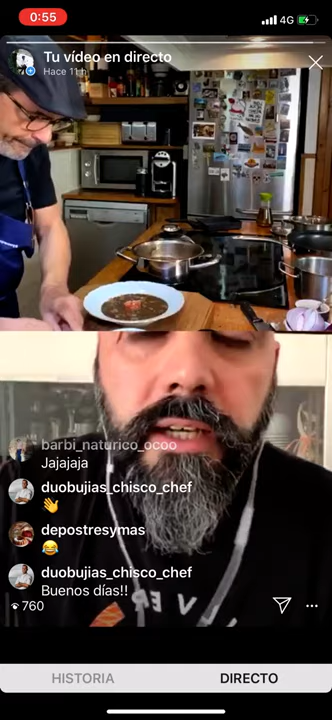 0:55
4G
Tu vídeo en directo
Hace 11 h
barbi_naturico_ocoo
Jajajaja
duobujias_chisco_chef
👋
depostresymas
😂
duobujias_chisco_chef
Buenos días!!
760
HISTORIA
DIRECTO